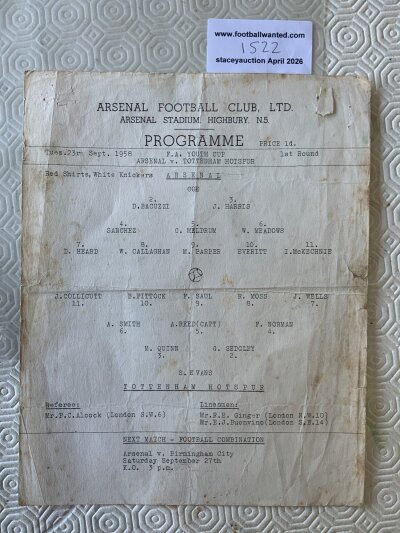 www.footballwanted.com
1522
staceyauction April 2026
ARSENAL FOOTBALL CLUB, LTD.
ARSENAL STADIUM, HIGHBURY, N.5.
PROGRAMME PRICE 1d.
Tues.23rd Sept. 1958 F.A. YOUTH CUP 1st Round
ARSENAL v. TOTTENHAM HOTSPUR
Red Shirts, White Knickers ARSENAL
COE
2. 3.
D.BACUZZI J. HARRIS
4. 5. 6.
SANCHEZ C. MELDRUM W. MEADOWS
7. 8. 9. 10. 11.
D. HEARD W. CALLAGHAN M. BARBER EVERITT I.McKECHNIE
J.COLLICUTT B.FITTOCK F. SAUL R. MOSS J. WELLS
11. 10. 9. 8. 7.
A. SMITH A.REED(CAPT) F. NORMAN
6. 5. 4.
M. QUINN G. SEDGLEY
3. 2.
S.EVANS
TOTTENHAM HOTSPUR
Referee: Linesmen:
Mr.F.C.Alouck (London S.W.6) Mr.F.H. Ginger (London N.W.10)
Mr.E.J.Buonvino(London S.E.14)
NEXT MATCH - FOOTBALL COMBINATION
Arsenal v. Birmingham City
Saturday September 27th
K.O. 3 p.m.